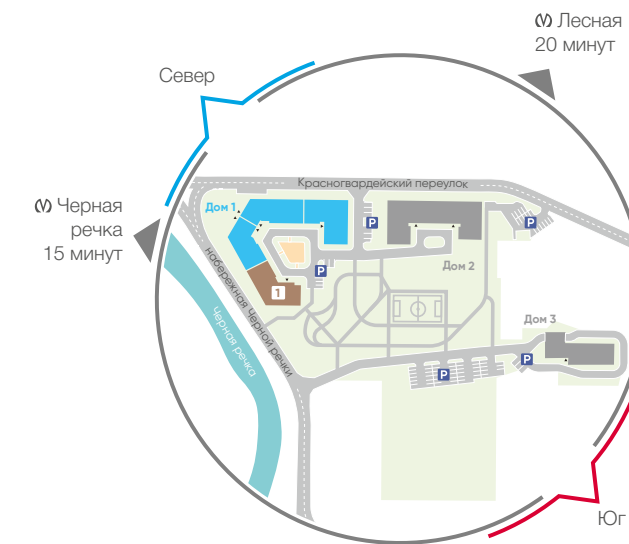 Лесная
20 минут
Север
Красногвардейский переулок
Черная
речка
15 минут
Дом 1
P
P
P
набережная Черной речки
1
Дом 2
Черная речка
Дом 3
P
P
Юг